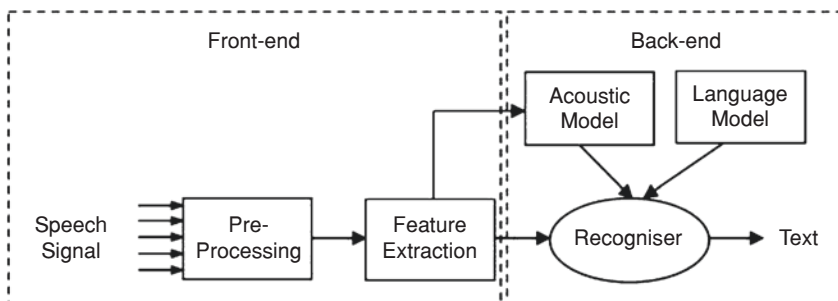 Front-end
Back-end
Acoustic
Model
Language
Model
Speech
Signal
Pre-
Processing
Feature
Extraction
Recogniser
Text